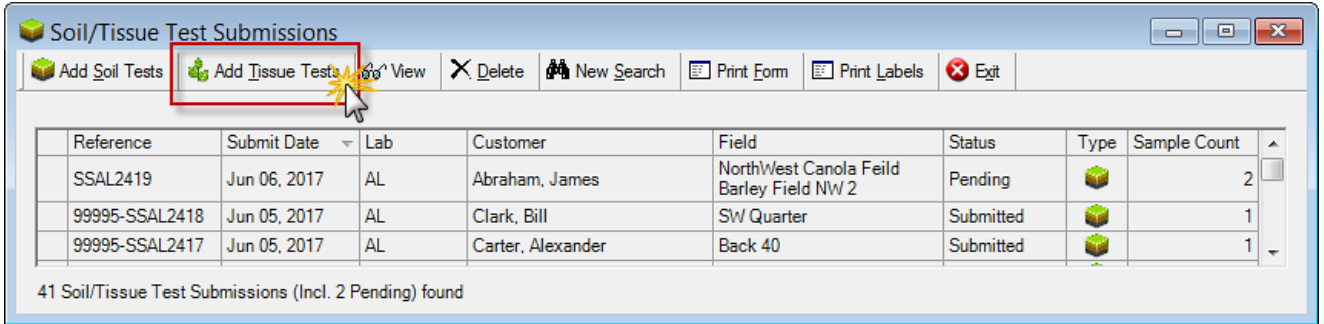 Soil/Tissue Test Submissions
Add Soil Tests Add Tissue Tests View Delete New Search Print Form Print Labels Exit
Reference Submit Date Lab Customer Field Status Type Sample Count
SSAL2419 Jun 06, 2017 AL Abraham, James NorthWest Canola Feild Pending 2
Barley Field NW 2
99995-SSAL2418 Jun 05, 2017 AL Clark, Bill SW Quarter Submitted 1
99995-SSAL2417 Jun 05, 2017 AL Carter, Alexander Back 40 Submitted 1
41 Soil/Tissue Test Submissions (Incl. 2 Pending) found